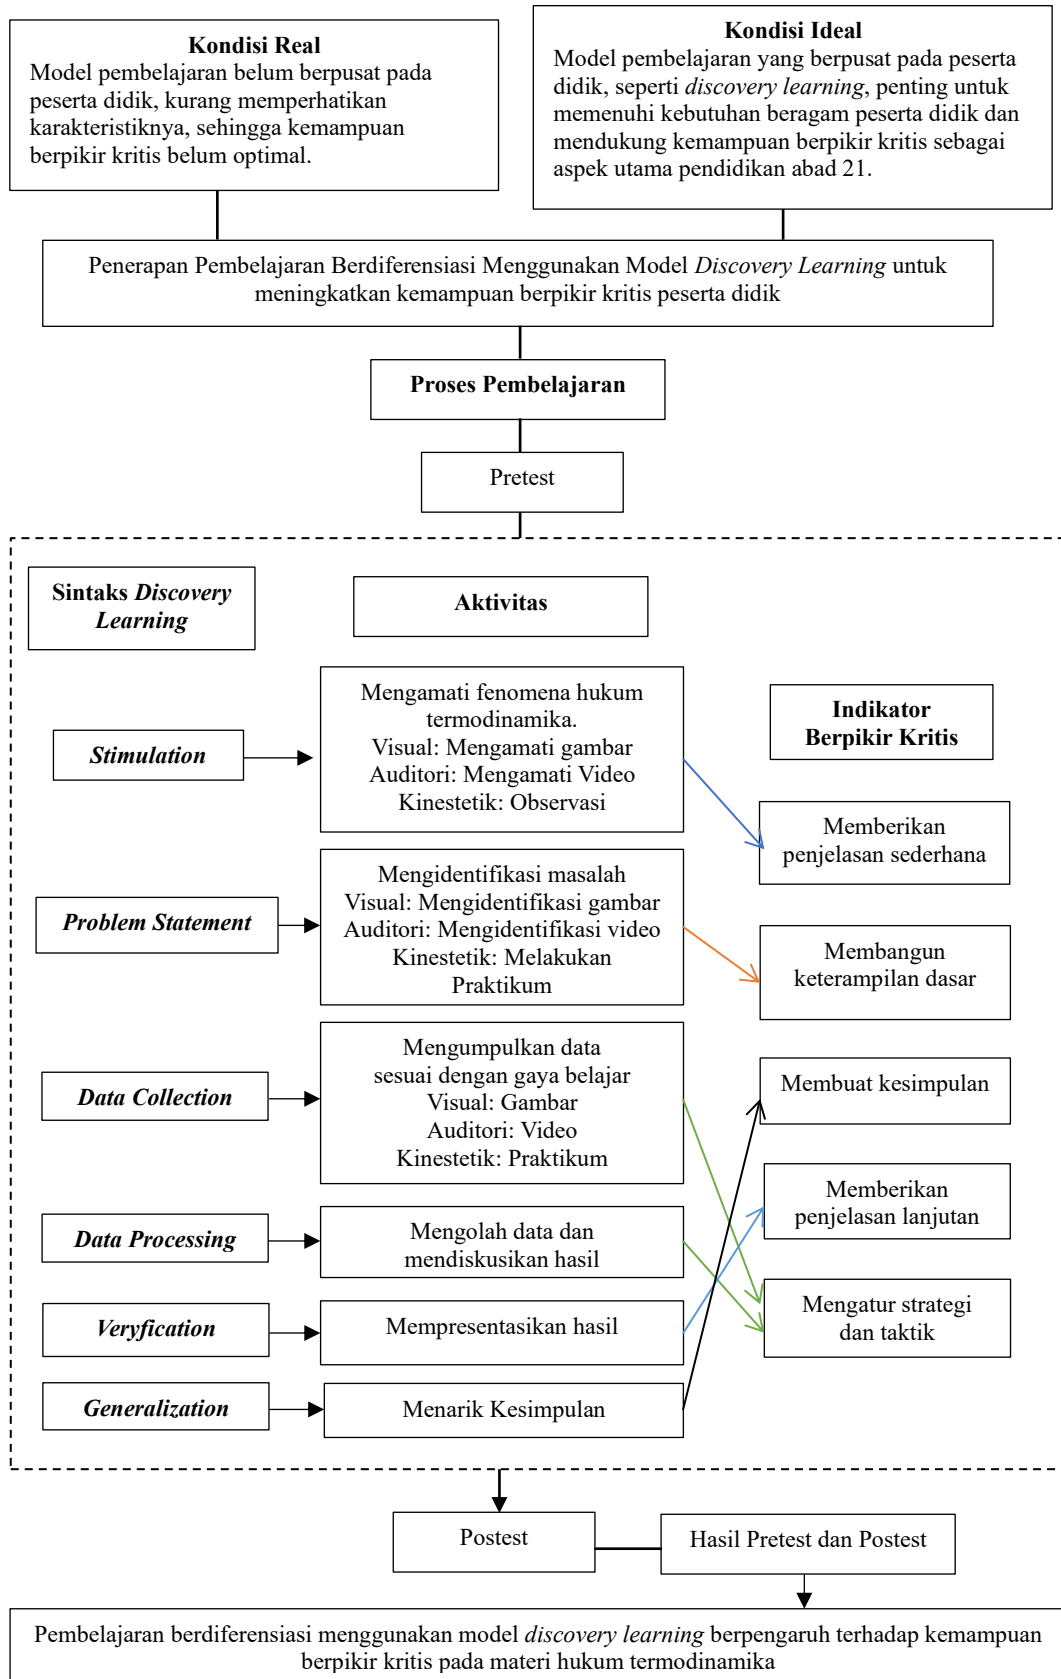 Kondisi Real
Model pembelajaran belum berpusat pada
peserta didik, kurang memperhatikan
karakteristiknya, sehingga kemampuan
berpikir kritis belum optimal.
Kondisi Ideal
Model pembelajaran yang berpusat pada peserta
didik, seperti discovery learning, penting untuk
memenuhi kebutuhan beragam peserta didik dan
mendukung kemampuan berpikir kritis sebagai
aspek utama pendidikan abad 21.
Penerapan Pembelajaran Berdiferensiasi Menggunakan Model Discovery Learning untuk
meningkatkan kemampuan berpikir kritis peserta didik
Proses Pembelajaran
Pretest
Sintaks Discovery
Learning
Aktivitas
Indikator
Berpikir Kritis
Stimulation
Mengamati fenomena hukum
termodinamika.
Visual: Mengamati gambar
Auditori: Mengamati Video
Kinestetik: Observasi
Memberikan
penjelasan sederhana
Problem Statement
Mengidentifikasi masalah
Visual: Mengidentifikasi gambar
Auditori: Mengidentifikasi video
Kinestetik: Melakukan
Praktikum
Membangun
keterampilan dasar
Data Collection
Mengumpulkan data
sesuai dengan gaya belajar
Visual: Gambar
Auditori: Video
Kinestetik: Praktikum
Membuat kesimpulan
Memberikan
penjelasan lanjutan
Data Processing
Mengolah data dan
mendiskusikan hasil
Mengatur strategi
dan taktik
Veryfication
Mempresentasikan hasil
Generalization
Menarik Kesimpulan
Postest
Hasil Pretest dan Postest
Pembelajaran berdiferensiasi menggunakan model discovery learning berpengaruh terhadap kemampuan
berpikir kritis pada materi hukum termodinamika